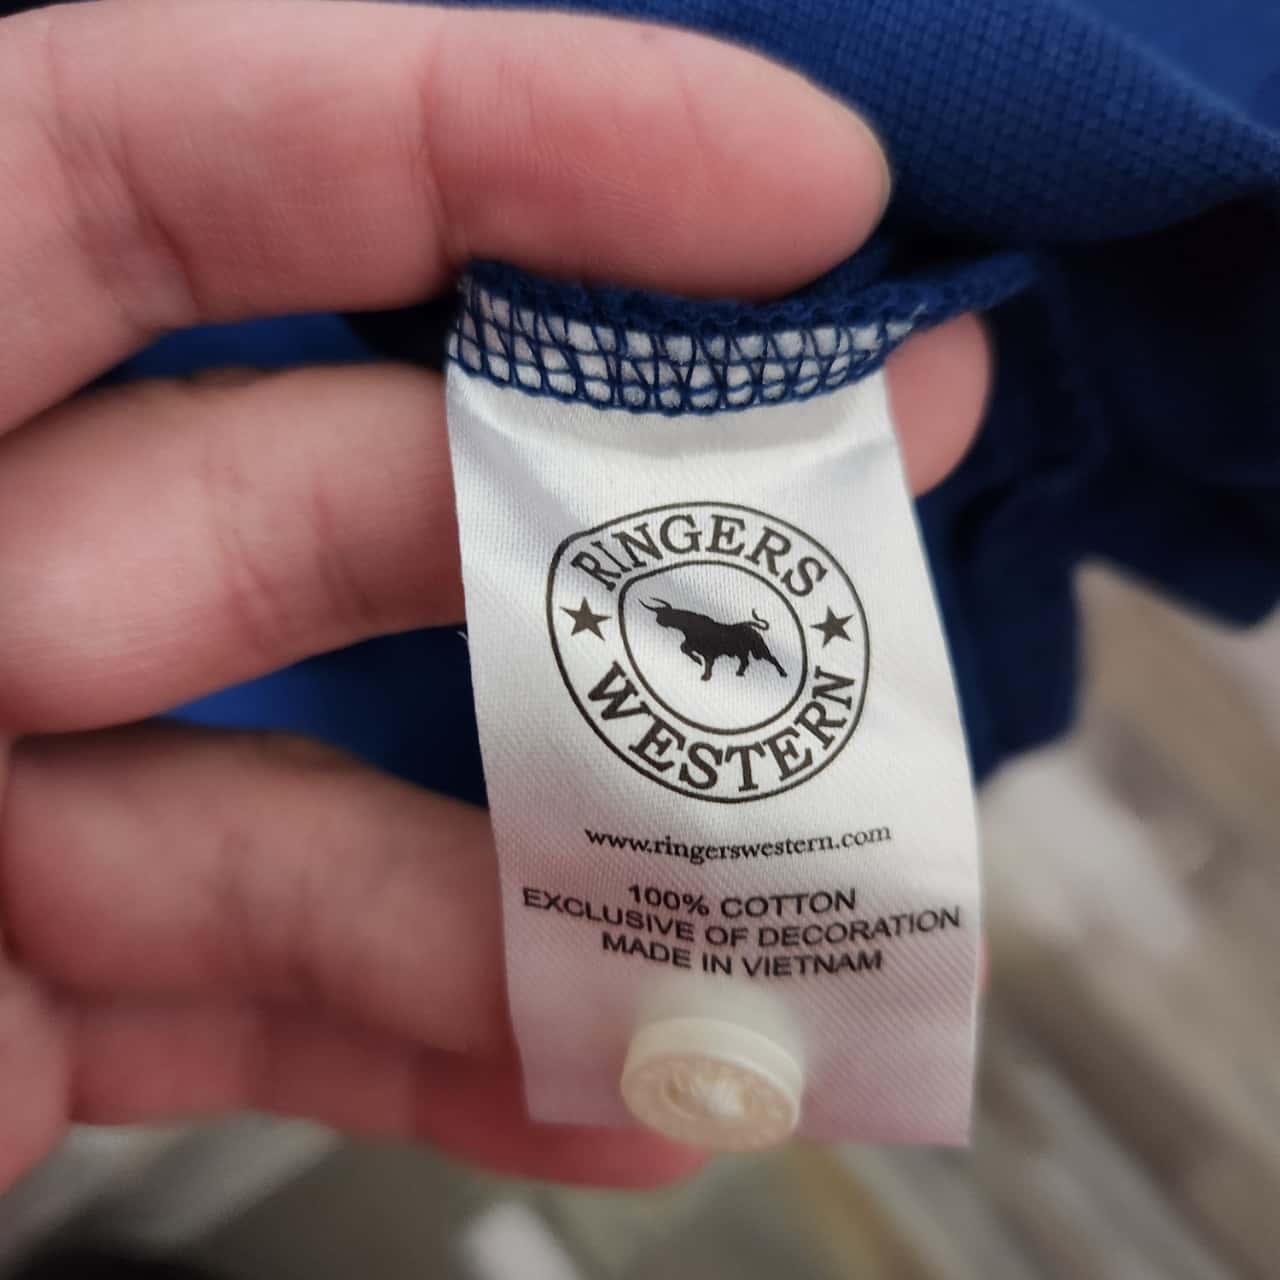 RINGERS
WESTERN
www.ringerswestern.com
100% COTTON
EXCLUSIVE OF DECORATION
MADE IN VIETNAM